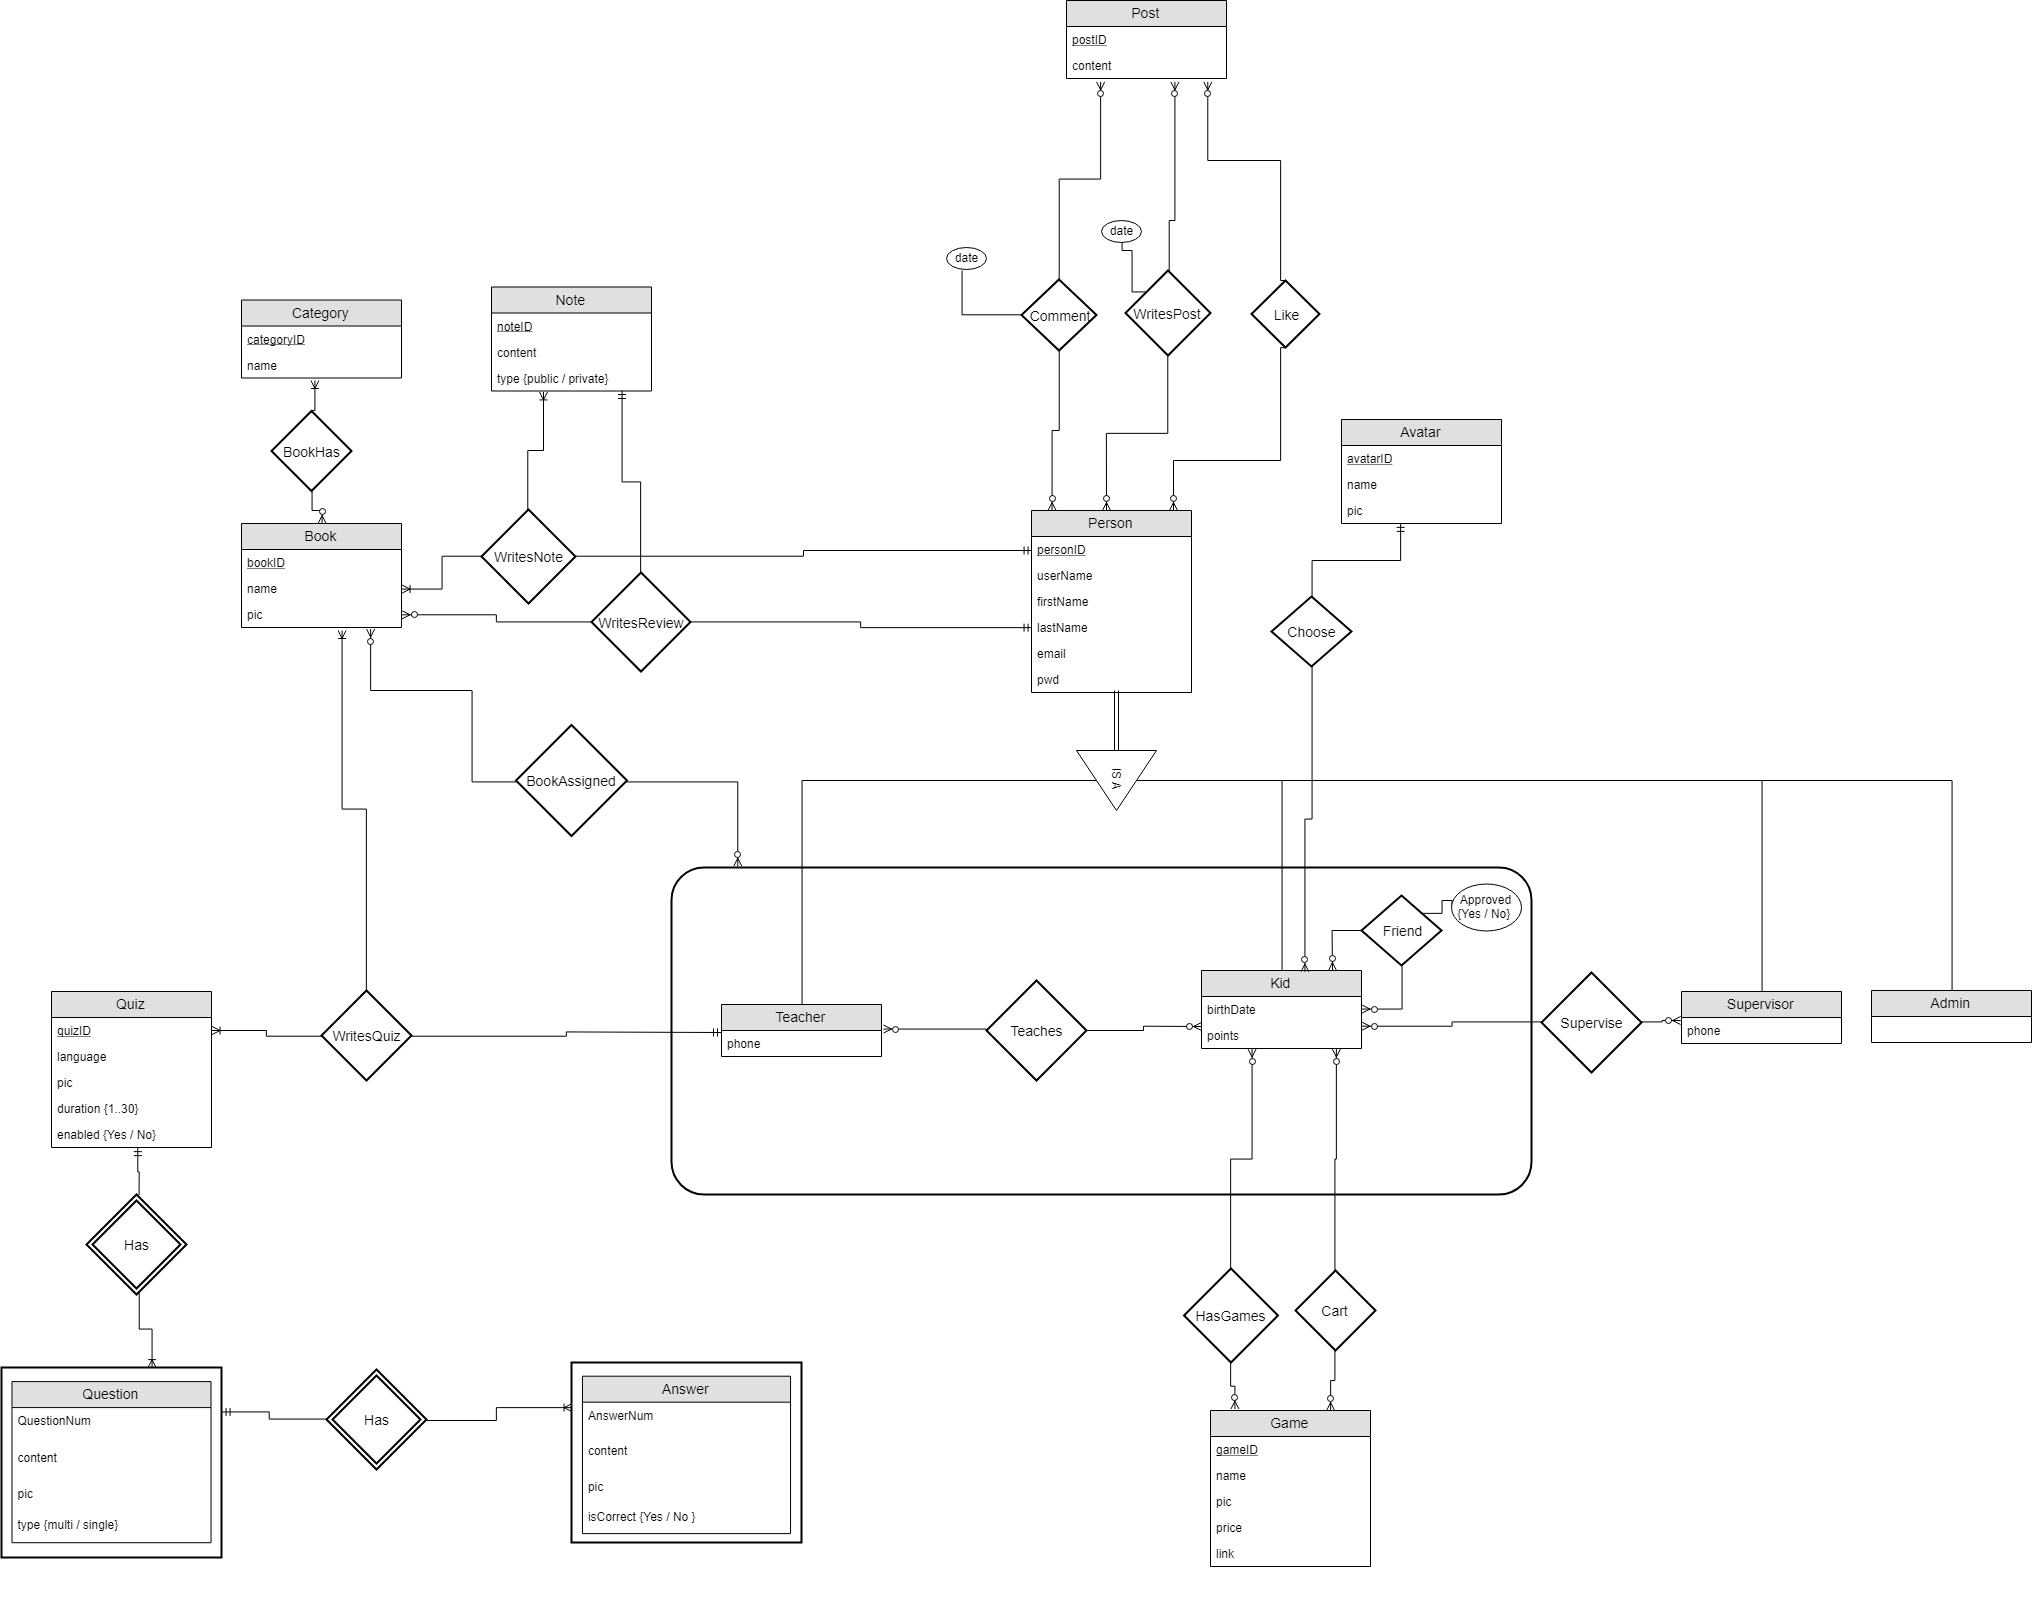 Post
postID
content
date
date
Comment
WritesPost
Like
Category
categoryID
name
Note
noteID
content
type {public / private}
BookHas
Avatar
avatarID
name
pic
Book
bookID
name
pic
WritesNote
WritesReview
Person
personID
userName
firstName
lastName
email
pwd
Choose
BookAssigned
IS A
Approved
{Yes / No}
Friend
Quiz
quizID
language
pic
duration {1..30}
enabled {Yes / No}
WritesQuiz
Teacher
phone
Teaches
Kid
birthDate
points
Supervise
Supervisor
phone
Admin
Has
HasGames
Cart
Question
QuestionNum
content
pic
type {multi / single}
Has
Answer
AnswerNum
content
pic
isCorrect {Yes / No }
Game
gameID
name
pic
price
link